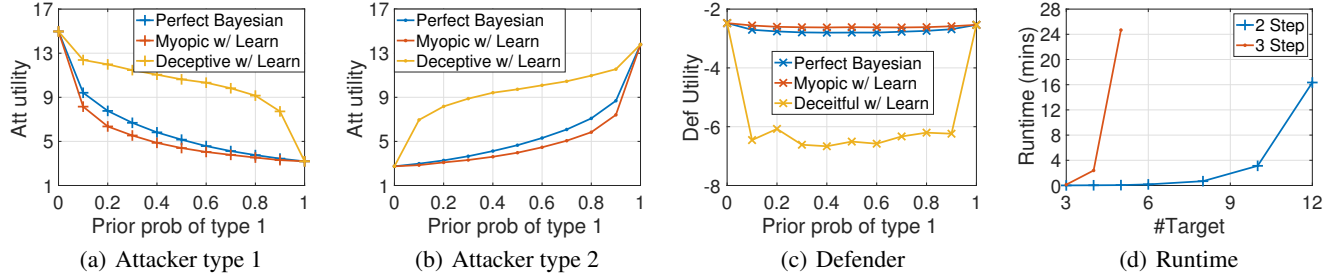 Att utility
17
13
9
5
1
Perfect Bayesian
Myopic w/ Learn
Deceptive w/ Learn
0 0.2 0.4 0.6 0.8 1
Prior prob of type 1
(a) Attacker type 1
Att utility
17
13
9
5
1
Perfect Bayesian
Myopic w/ Learn
Deceptive w/ Learn
0 0.2 0.4 0.6 0.8 1
Prior prob of type 1
(b) Attacker type 2
Def Utility
-2
-4
-6
-8
Perfect Bayesian
Myopic w/ Learn
Deceitful w/ Learn
0 0.2 0.4 0.6 0.8 1
Prior prob of type 1
(c) Defender
Runtime (mins)
28
24
20
16
12
8
4
0
2 Step
3 Step
3 6 9 12
#Target
(d) Runtime